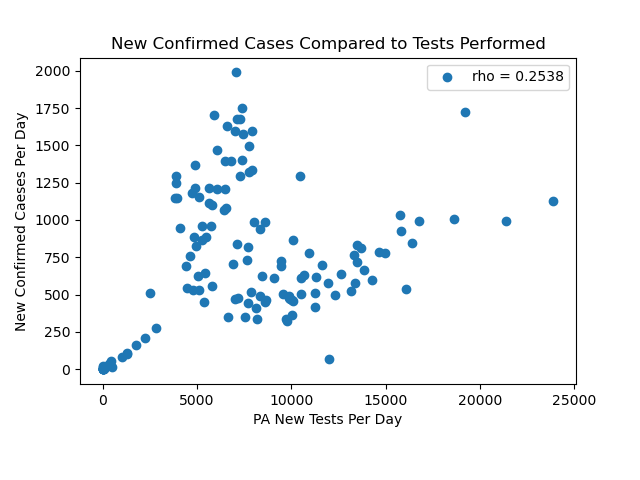 New Confirmed Cases Compared to Tests Performed
rho = 0.2538
New Confirmed Caeses Per Day
2000
1750
1500
1250
1000
750
500
250
0
0 5000 10000 15000 20000 25000
PA New Tests Per Day